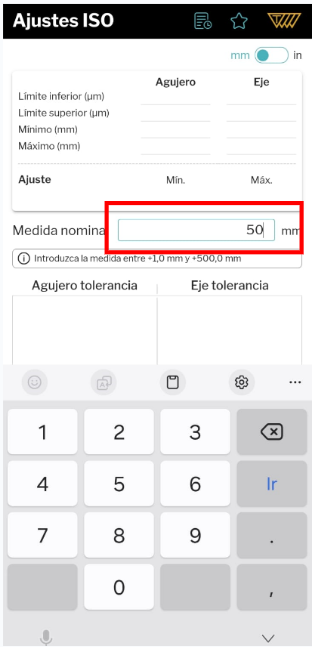 Ajustes ISO
mm in
Agujero Eje
Límite inferior (µm)
Límite superior (µm)
Mínimo (mm)
Máximo (mm)
Ajuste Mín. Máx.
Medida nomina 50 mm
Introduzca la medida entre +1,0 mm y +500,0 mm
Agujero tolerancia Eje tolerancia
1 2 3
4 5 6 Ir
7 8 9 .
0 ,